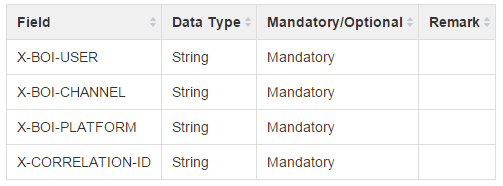 Field Data Type Mandatory/Optional Remark
X-BOI-USER String Mandatory
X-BOI-CHANNEL String Mandatory
X-BOI-PLATFORM String Mandatory
X-CORRELATION-ID String Mandatory